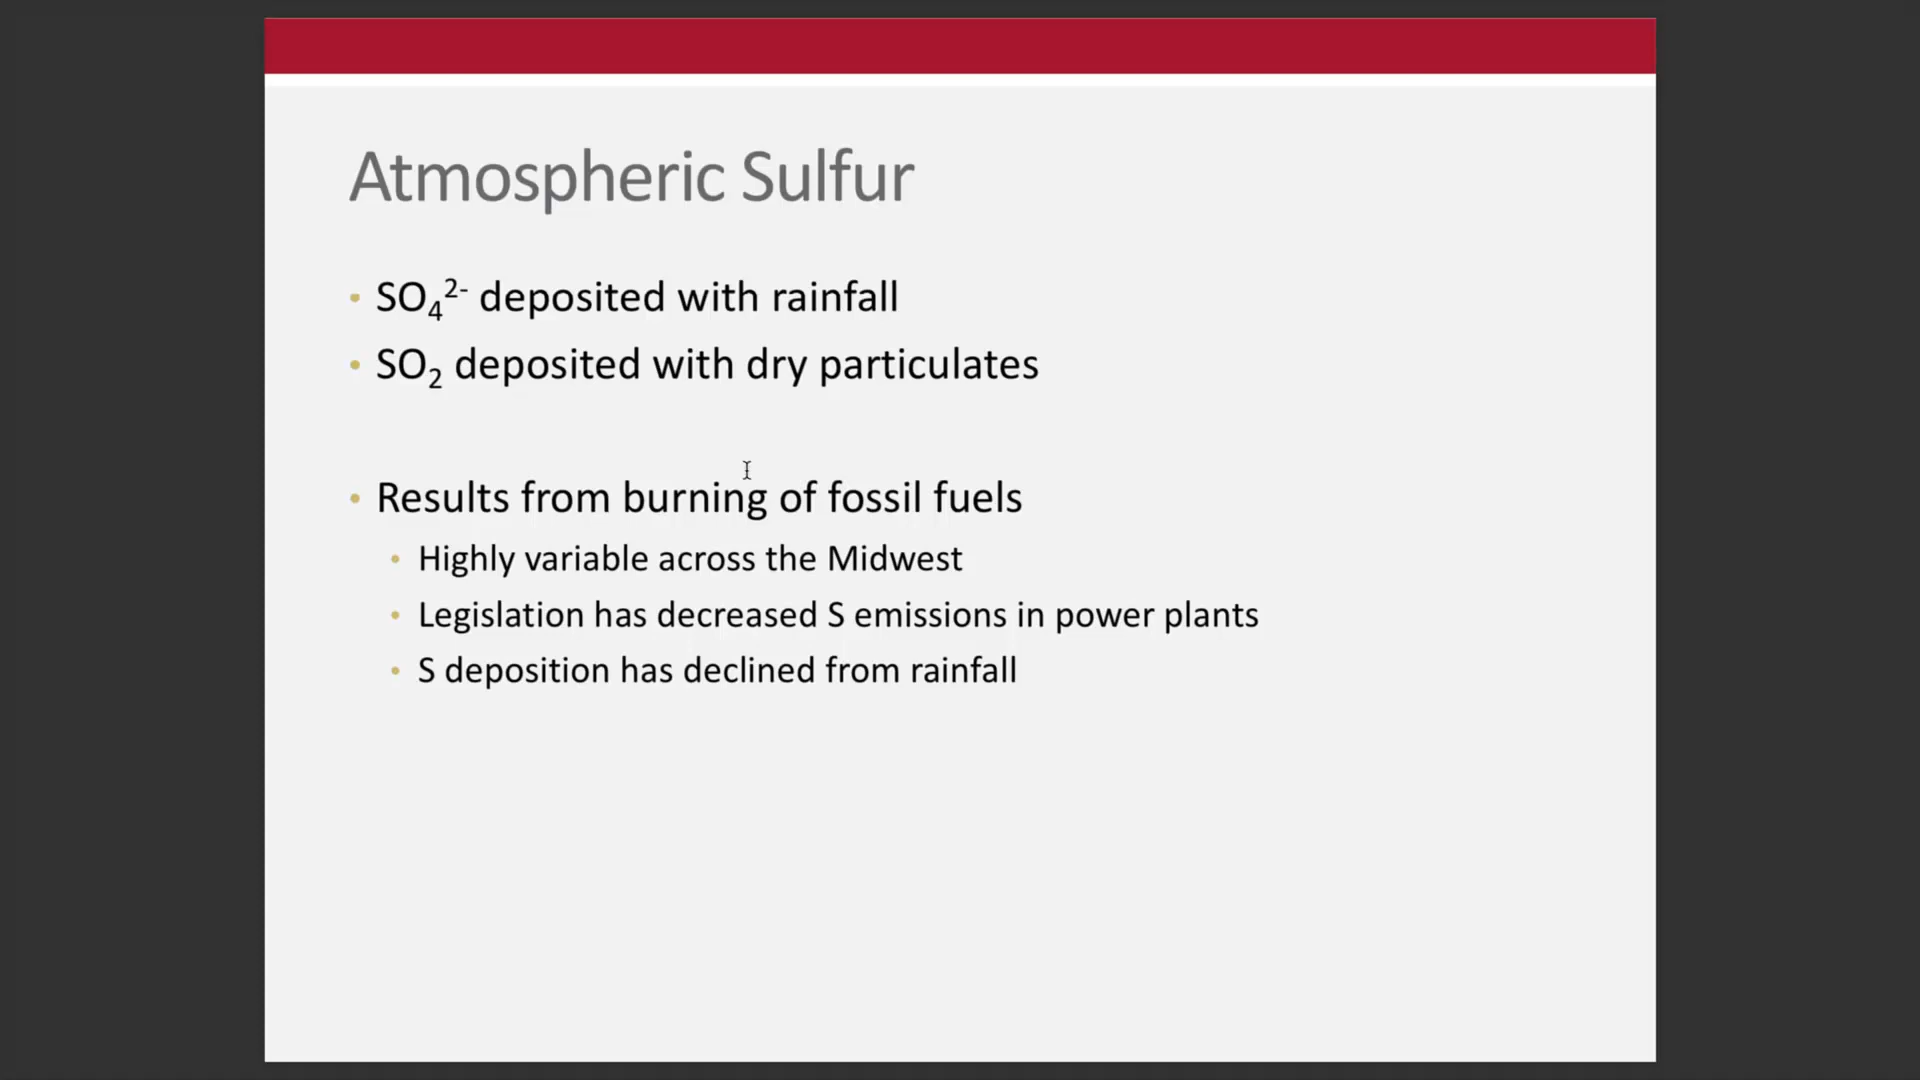 Atmospheric Sulfur
• SO₄²⁻ deposited with rainfall
• SO₂ deposited with dry particulates
• Results from burning of fossil fuels
• Highly variable across the Midwest
• Legislation has decreased S emissions in power plants
• S deposition has declined from rainfall